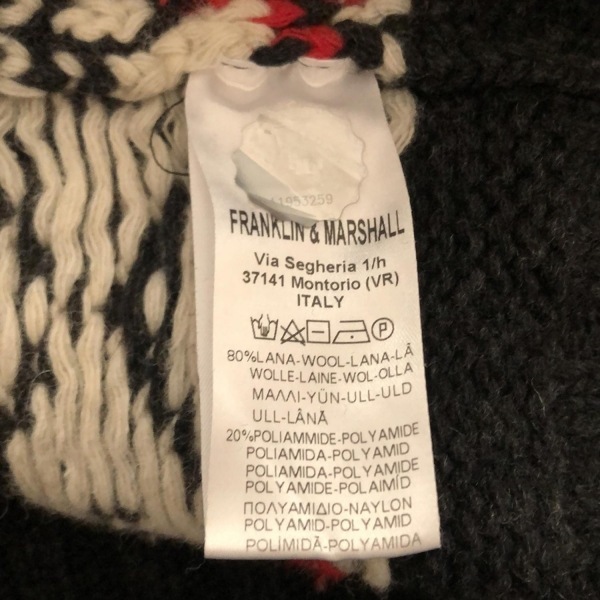 11953259
FRANKLIN & MARSHALL
Via Segheria 1/h
37141 Montorio (VR)
ITALY
P
80%LANA-WOOL-LANA-LÃ
WOLLE-LAINE-WOL-OLLA
ΜΑΛΛΙ-YÜN-ULL-ULD
ULL-LÂNĂ
20%POLIAMMIDE-POLYAMIDE
POLIAMIDA-POLYAMID
POLIAMIDA-POLYAMIDE
POLYAMIDE-POLAIMÍD
ΠΟΛΥΑΜΙΔΙΟ-NAYLON
POLYAMID-POLYAMID
POLIMIDĂ-POLYAMIDA